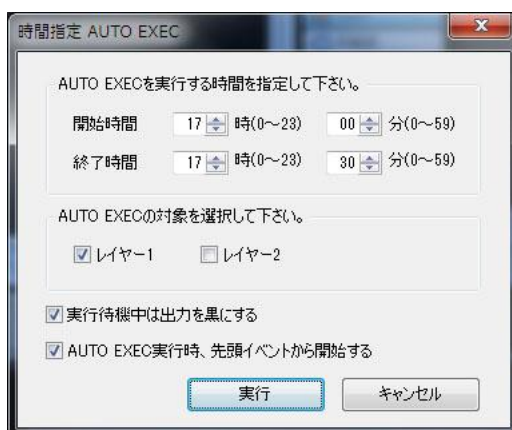 時間指定 AUTO EXEC
AUTO EXECを実行する時間を指定して下さい。
開始時間 17 時(0～23) 00 分(0～59)
終了時間 17 時(0～23) 30 分(0～59)
AUTO EXECの対象を選択して下さい。
レイヤー1 レイヤー2
実行待機中は出力を黒にする
AUTO EXEC実行時、先頭イベントから開始する
実行 キャンセル